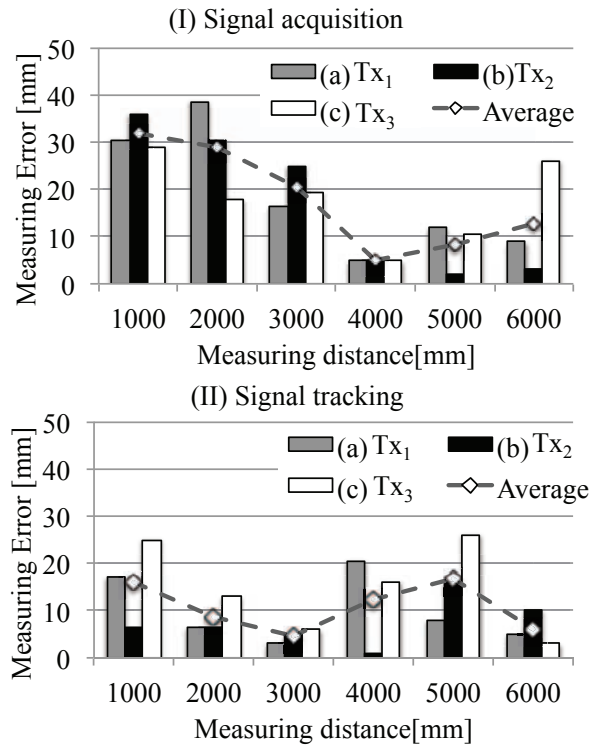 (I) Signal acquisition
Measuring Error [mm]
50
40
30
20
10
0
(a) Tx₁
(b)Tx₂
(c) Tx₃
Average
1000 2000 3000 4000 5000 6000
Measuring distance[mm]
(II) Signal tracking
Measuring Error [mm]
50
40
30
20
10
0
(a) Tx₁
(b) Tx₂
(c) Tx₃
Average
1000 2000 3000 4000 5000 6000
Measuring distance[mm]